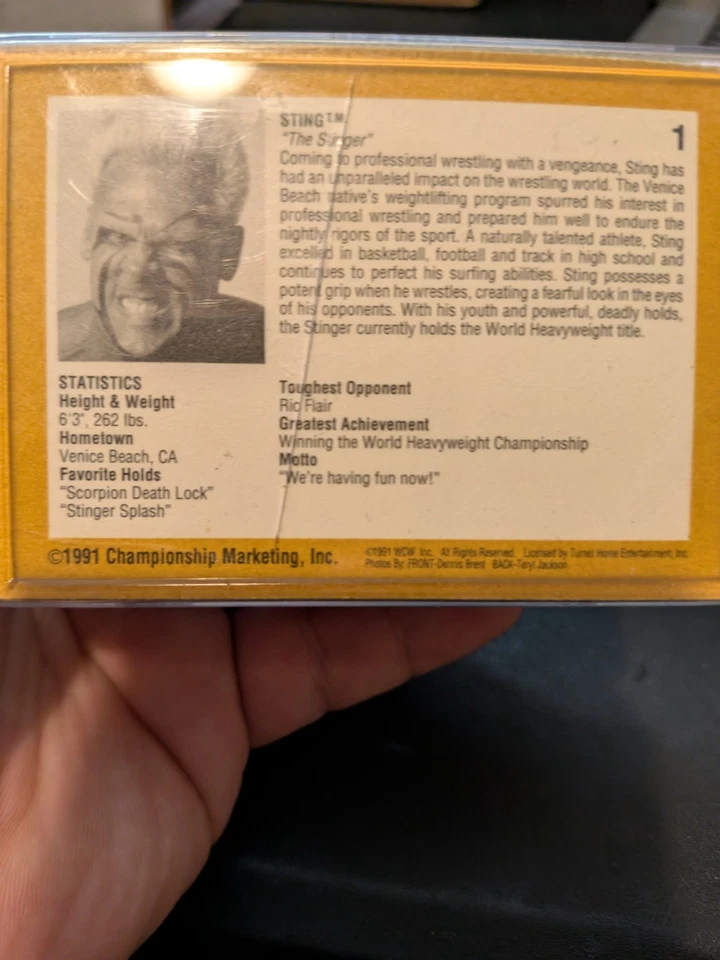 STING™
"The Stinger"
1
Coming to professional wrestling with a vengeance, Sting has
had an unparalleled impact on the wrestling world. The Venice
Beach native's weightlifting program spurred his interest in
professional wrestling and prepared him well to endure the
nightly rigors of the sport. A naturally talented athlete, Sting
excelled in basketball, football and track in high school and
continues to perfect his surfing abilities. Sting possesses a
potent grip when he wrestles, creating a fearful look in the eyes
of his opponents. With his youth and powerful, deadly holds,
the Stinger currently holds the World Heavyweight title.
STATISTICS
Height & Weight
6'3", 262 lbs.
Hometown
Venice Beach, CA
Favorite Holds
"Scorpion Death Lock"
"Stinger Splash"
Toughest Opponent
Ric Flair
Greatest Achievement
Winning the World Heavyweight Championship
Motto
"We're having fun now!"
©1991 Championship Marketing, Inc.
©1991 WCW, Inc. All Rights Reserved. Licensed by Turner Home Entertainment, Inc.
Photos By: FRONT-Dennis Brent BACK-Taryl Jackson